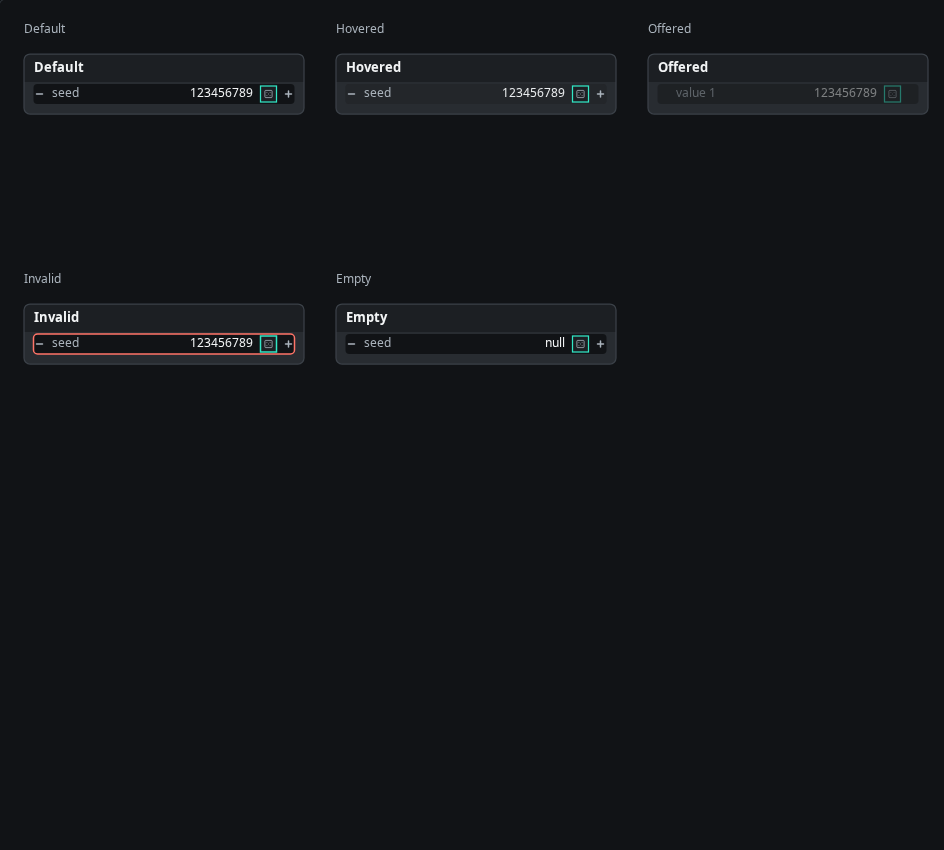 Default
Hovered
Offered
Default
Hovered
Offered
− seed 123456789 +
− seed 123456789 +
value 1 123456789
Invalid
Empty
Invalid
Empty
− seed 123456789 +
− seed null +